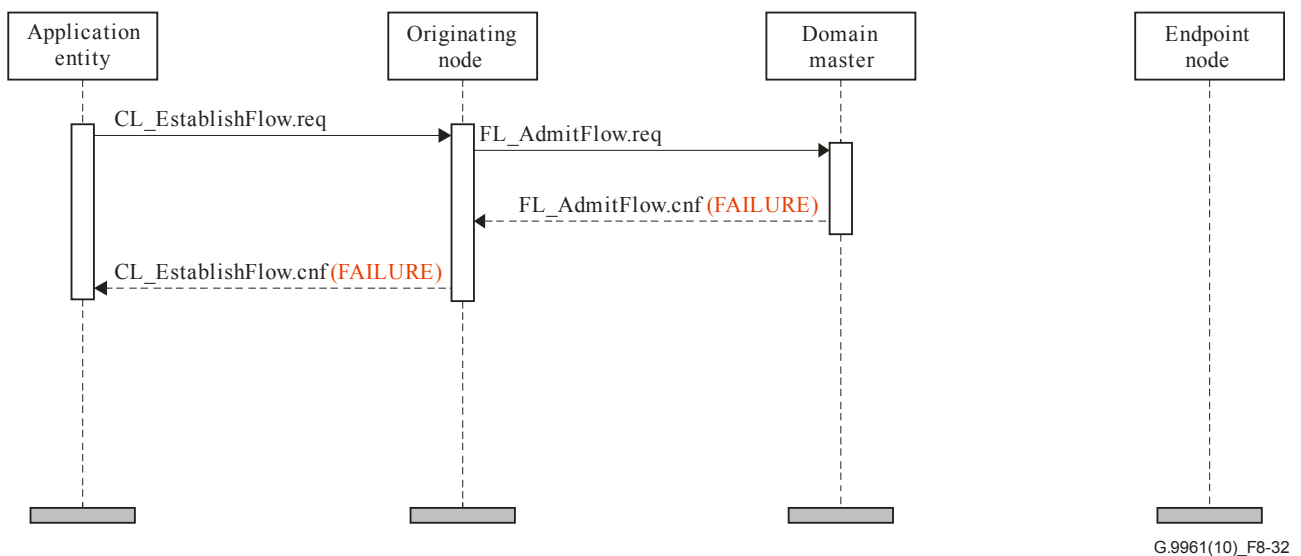 Application
entity
Originating
node
Domain
master
Endpoint
node
CL_EstablishFlow.req
FL_AdmitFlow.req
FL_AdmitFlow.cnf (FAILURE)
CL_EstablishFlow.cnf (FAILURE)
G.9961(10)_F8-32